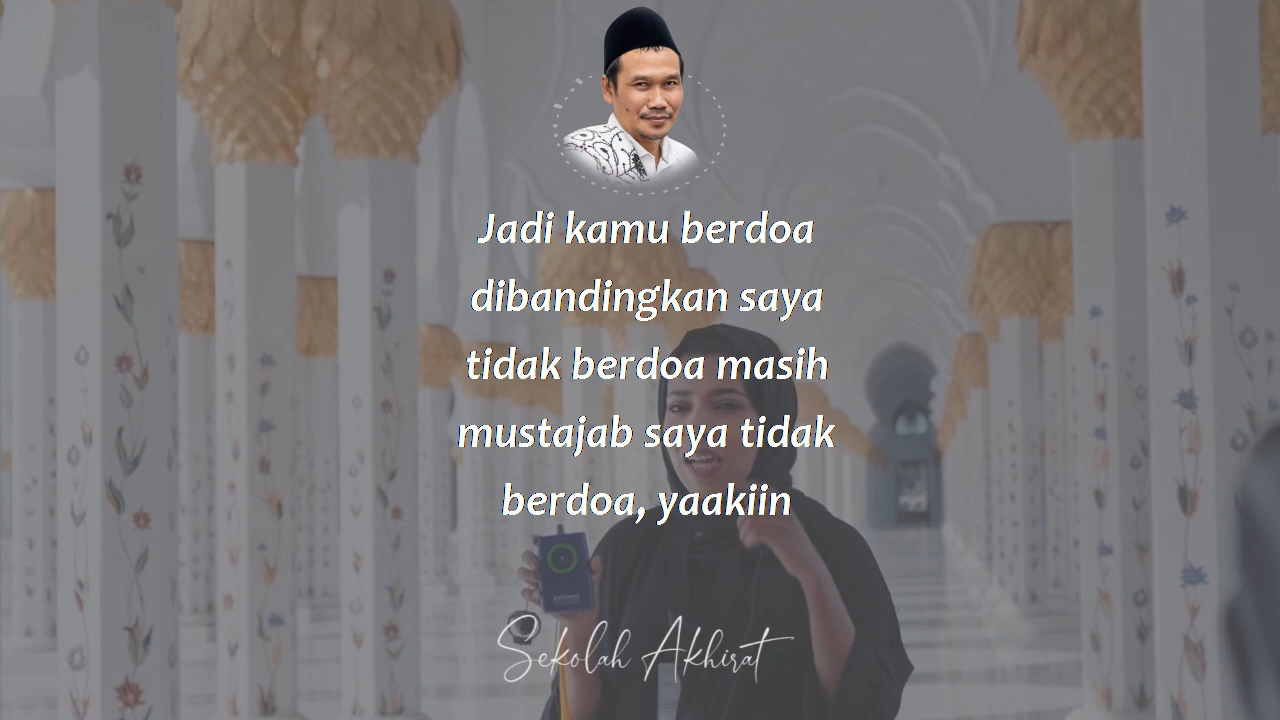 Jadi kamu berdoa
dibandingkan saya
tidak berdoa masih
mustajab saya tidak
berdoa, yaakiin
Sekolah Akhirat